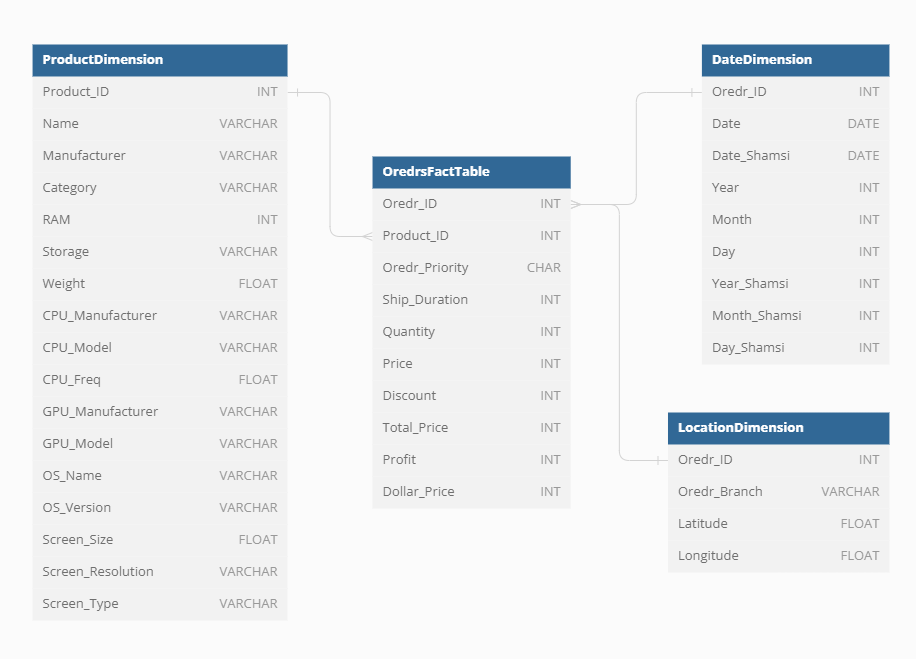 ProductDimension
Product_ID INT
Name VARCHAR
Manufacturer VARCHAR
Category VARCHAR
RAM INT
Storage VARCHAR
Weight FLOAT
CPU_Manufacturer VARCHAR
CPU_Model VARCHAR
CPU_Freq FLOAT
GPU_Manufacturer VARCHAR
GPU_Model VARCHAR
OS_Name VARCHAR
OS_Version VARCHAR
Screen_Size FLOAT
Screen_Resolution VARCHAR
Screen_Type VARCHAR
OredrsFactTable
Oredr_ID INT
Product_ID INT
Oredr_Priority CHAR
Ship_Duration INT
Quantity INT
Price INT
Discount INT
Total_Price INT
Profit INT
Dollar_Price INT
DateDimension
Oredr_ID INT
Date DATE
Date_Shamsi DATE
Year INT
Month INT
Day INT
Year_Shamsi INT
Month_Shamsi INT
Day_Shamsi INT
LocationDimension
Oredr_ID INT
Oredr_Branch VARCHAR
Latitude FLOAT
Longitude FLOAT